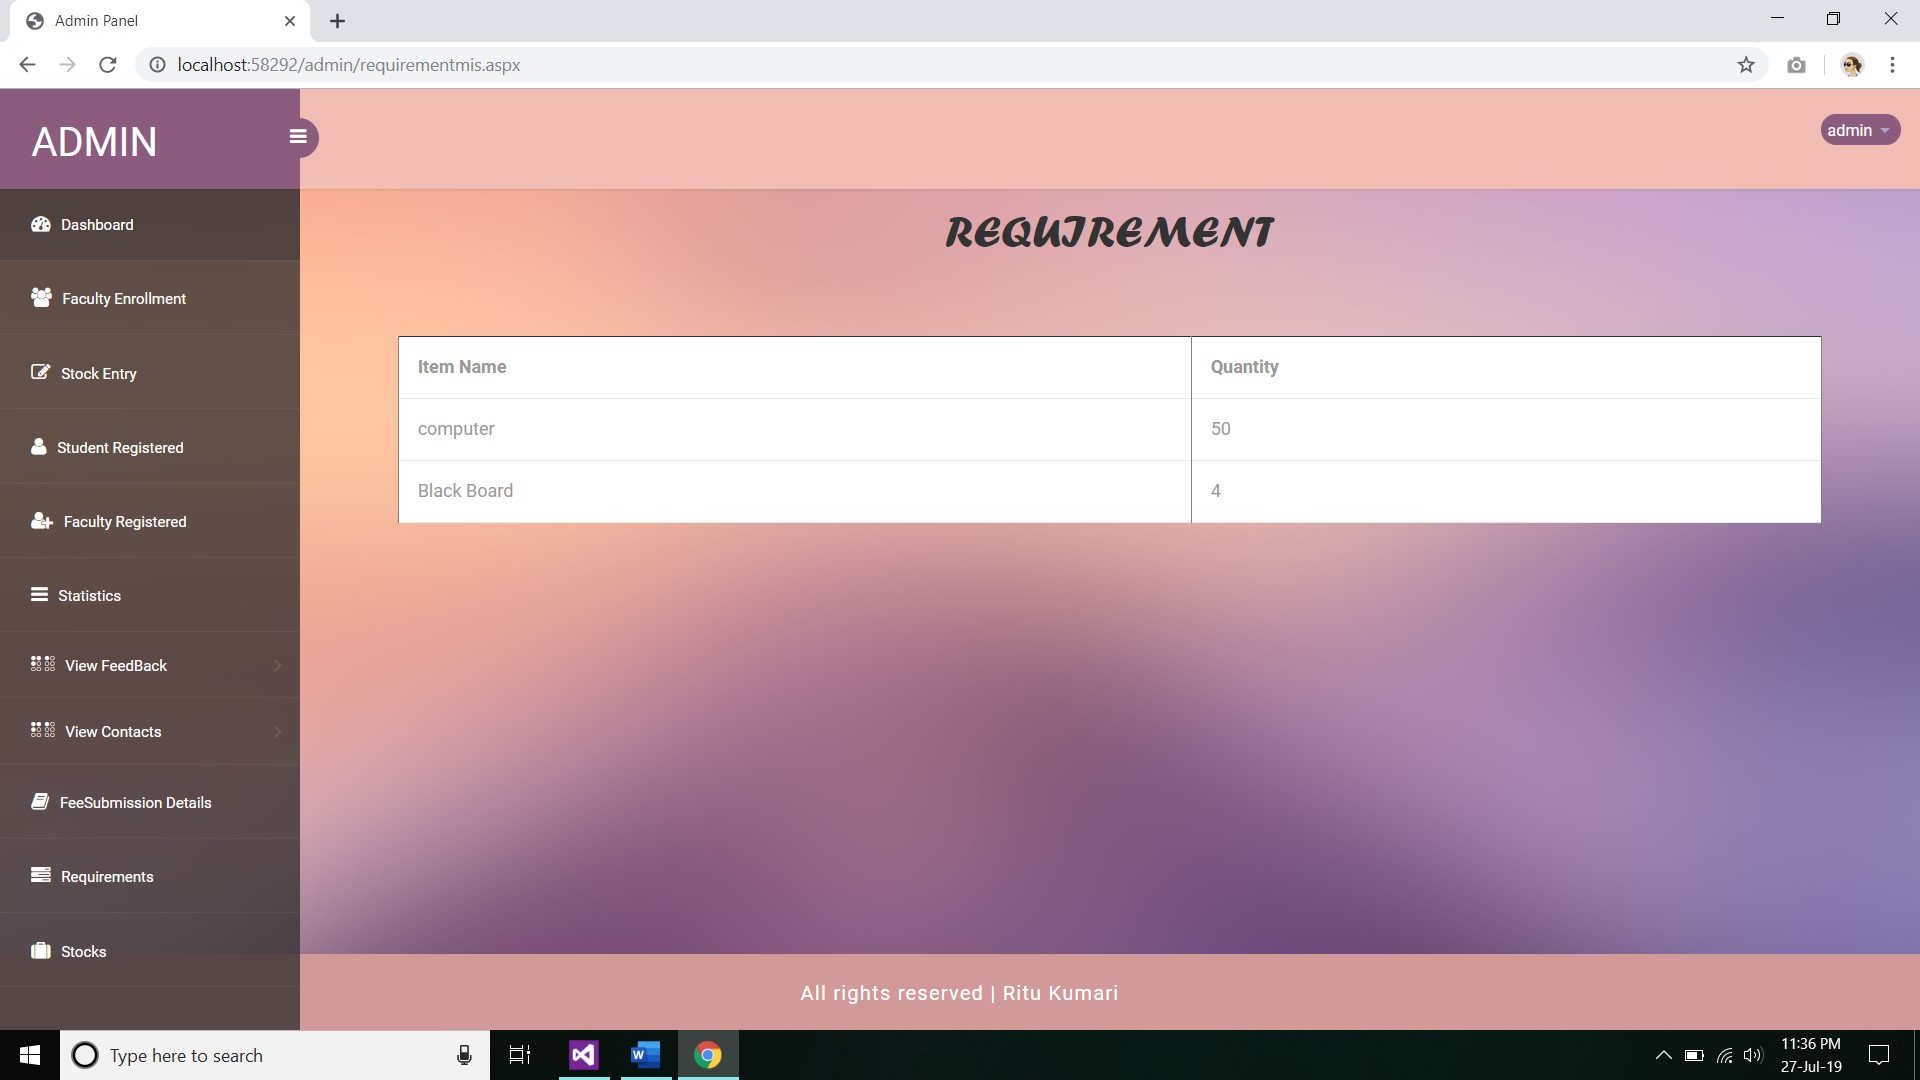 Admin Panel
localhost:58292/admin/requirementmis.aspx
ADMIN
admin
Dashboard
Faculty Enrollment
Stock Entry
Student Registered
Faculty Registered
Statistics
View FeedBack
View Contacts
FeeSubmission Details
Requirements
Stocks
REQUIREMENT
Item Name Quantity
computer 50
Black Board 4
All rights reserved | Ritu Kumari
Type here to search
11:36 PM
27-Jul-19